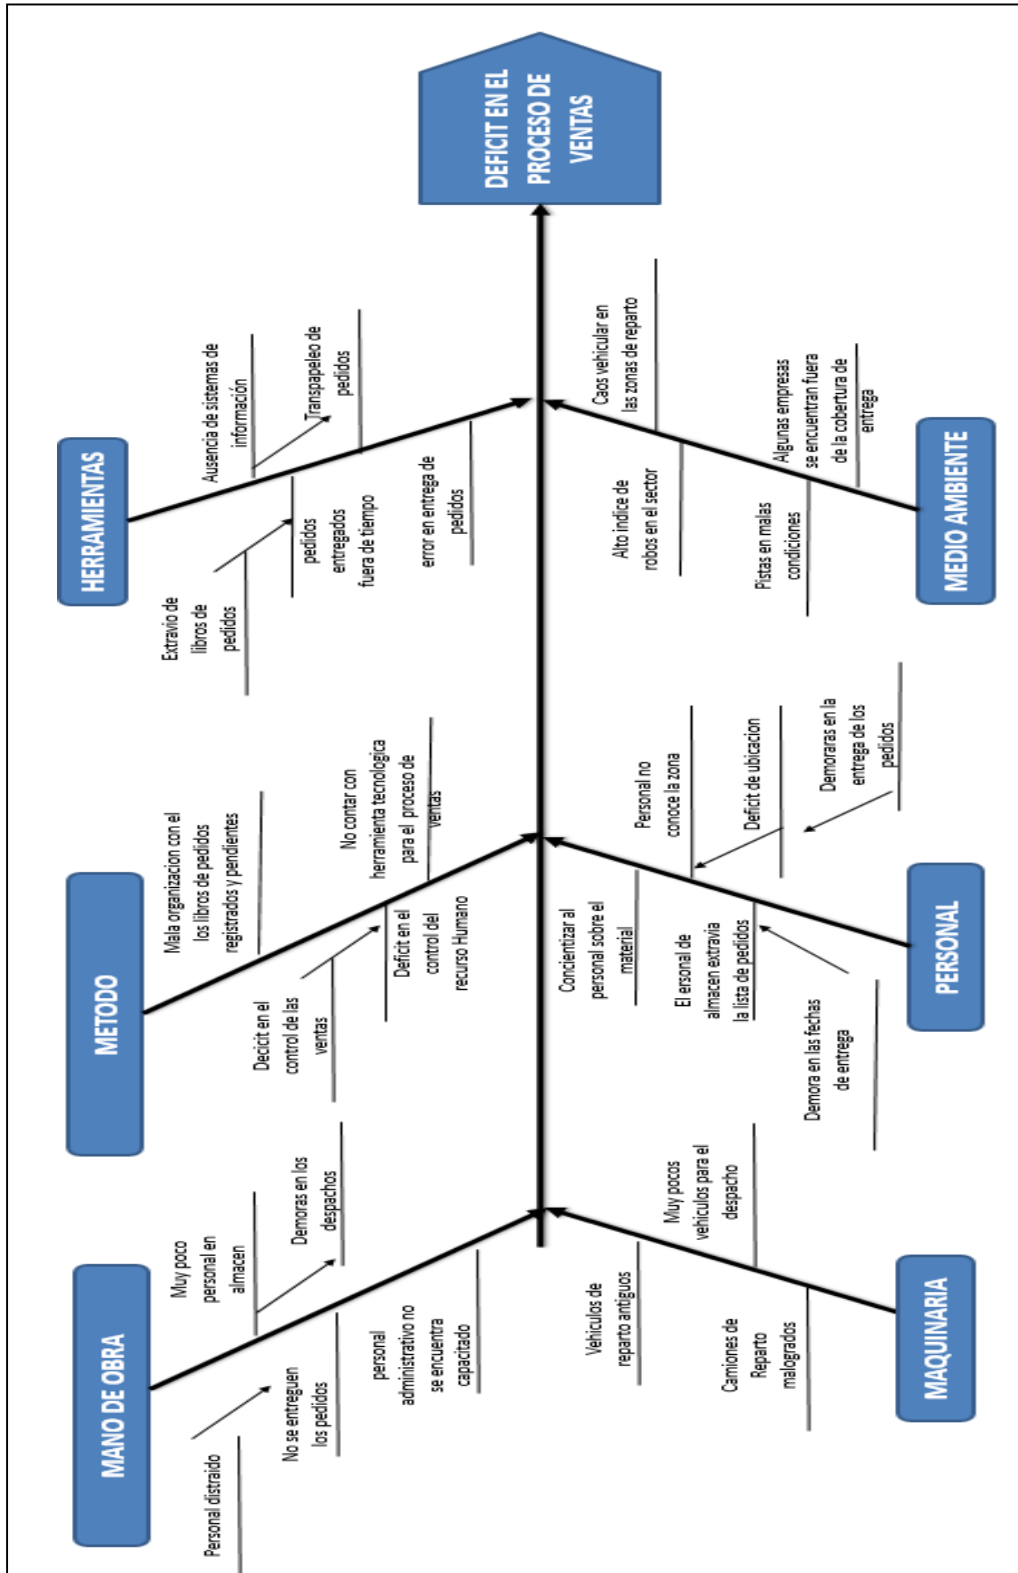 MANO DE OBRA
Personal distraido
Muy poco
personal en
almacen
No se entreguen
los pedidos
Demoras en los
despachos
personal
administrativo no
se encuentra
capacitado
METODO
Mala organizacion con el
los libros de pedidos
registrados y pendientes
Decicit en el
control de las
ventas
No contar con
herramienta tecnologica
para el proceso de
ventas
Deficit en el
control del
recurso Humano
HERRAMIENTAS
Extravio de
libros de
pedidos
Ausencia de sistemas de
información
pedidos
entregados
fuera de tiempo
Transpapeleo de
pedidos
error en entrega de
pedidos
DEFICIT EN EL
PROCESO DE
VENTAS
Vehiculos de
reparto antiguos
Muy pocos
vehiculos para el
despacho
Camiones de
Reparto
malogrados
MAQUINARIA
Concientizar al
personal sobre el
material
Personal no
conoce la zona
El ersonal de
almacen extravia
la lista de pedidos
Deficit de ubicacion
Demora en las fechas
de entrega
Demoraras en la
entrega de los
pedidos
PERSONAL
Alto indice de
robos en el sector
Caos vehicular en
las zonas de reparto
Pistas en malas
condiciones
Algunas empresas
se encuentran fuera
de la cobertura de
entrega
MEDIO AMBIENTE